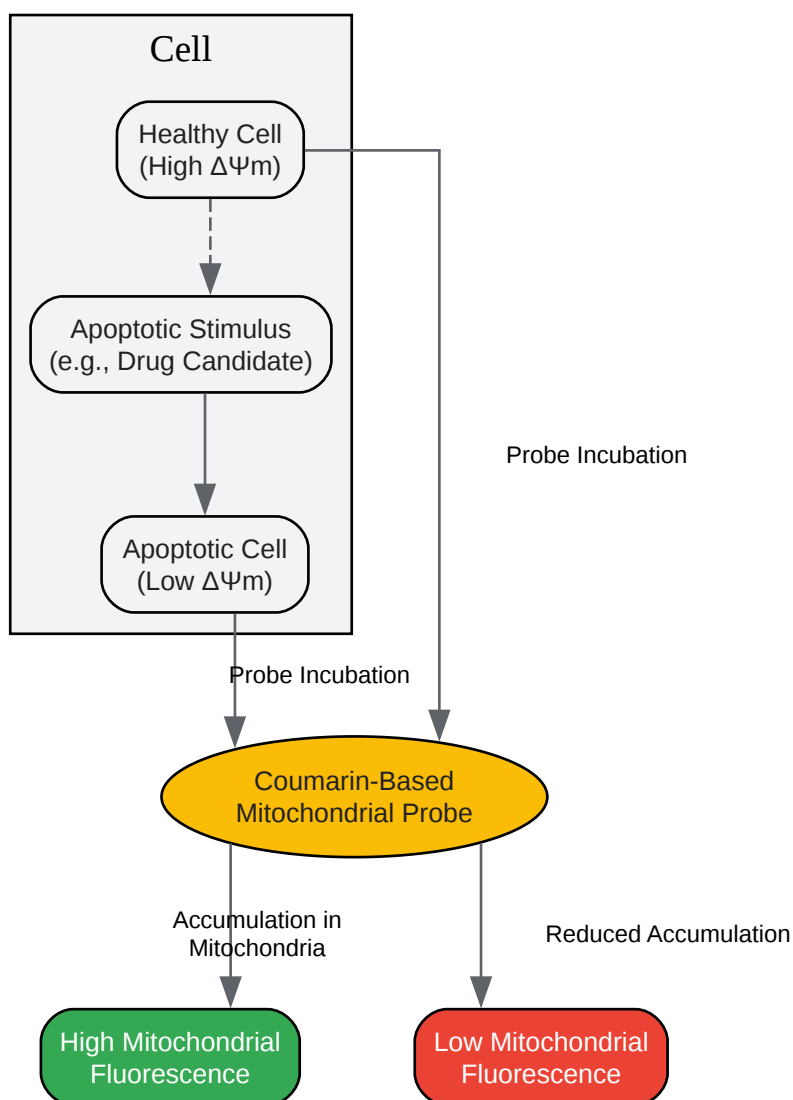 Cell
Healthy Cell
(High ΔΨm)
Apoptotic Stimulus
(e.g., Drug Candidate)
Probe Incubation
Apoptotic Cell
(Low ΔΨm)
Probe Incubation
Coumarin-Based
Mitochondrial Probe
Accumulation in
Mitochondria
Reduced Accumulation
High Mitochondrial
Fluorescence
Low Mitochondrial
Fluorescence